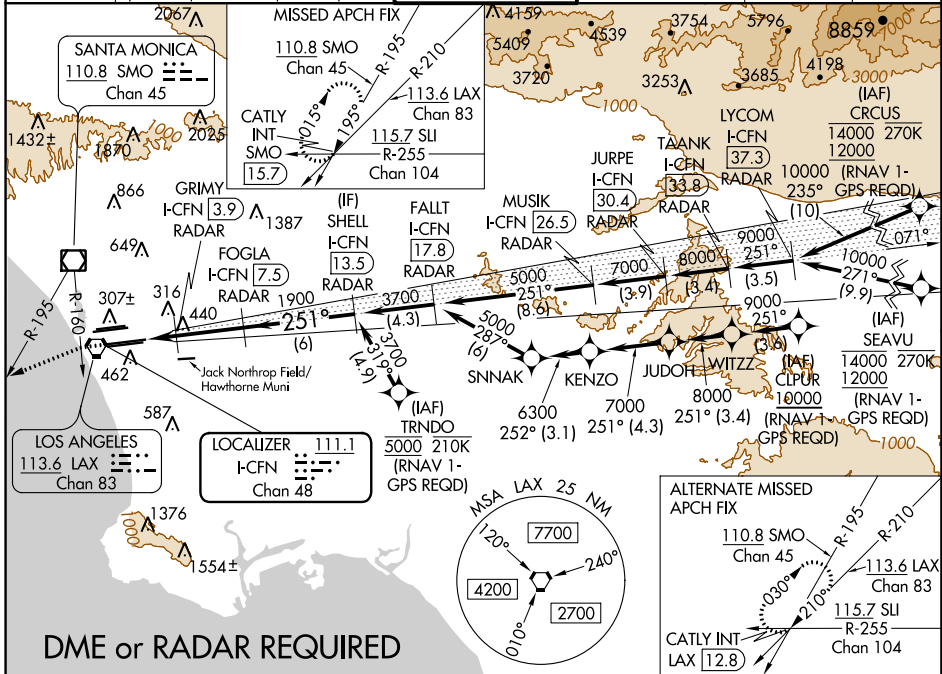 2067
SANTA MONICA
110.8 SMO
Chan 45
1432±
1870
2025
MISSED APCH FIX
110.8 SMO
Chan 45
R-195
R-210
113.6 LAX
Chan 83
015°
195°
CATLY
INT
SMO
15.7
115.7 SLI
R-255
Chan 104
4159
5409
4539
3754
5796
8859
3720
3253
3685
4198
3000
1000
(IAF)
CRCUS
14000 270K
12000
(RNAV 1-
GPS REQD)
LYCOM
I-CFN
37.3
RADAR
10000
235°
(10)
TAANK
I-CFN
33.8
RADAR
JURPE
I-CFN
30.4
RADAR
MUSIK
I-CFN 26.5
RADAR
FALLT
I-CFN
17.8
RADAR
(IF)
SHELL
I-CFN
13.5
RADAR
FOGLA
I-CFN 7.5
RADAR
GRIMY
I-CFN 3.9
RADAR
866
1387
649
307±
316
440
462
587
R-195
R-160
1900
251°
(6)
3700
(4.3)
5000
251°
(8.6)
7000
(3.9)
8000
(3.4)
9000
251°
(3.5)
071°
10000
271°
(9.9)
9000
251°
(3.6)
5000
287°
(6)
3700
319°
(4.9)
SNNAK
KENZO
JUDOH
WITZZ
6300
252° (3.1)
7000
251° (4.3)
8000
251° (3.4)
(IAF)
CLPUR
10000
(RNAV 1-
GPS REQD)
(IAF)
SEAVU
14000 270K
12000
(RNAV 1-
GPS REQD)
1000
Jack Northrop Field/
Hawthorne Muni
(IAF)
TRNDO
5000 210K
(RNAV 1-
GPS REQD)
LOS ANGELES
113.6 LAX
Chan 83
LOCALIZER 111.1
I-CFN
Chan 48
1376
1554±
MSA LAX 25 NM
120°
7700
240°
4200
2700
010°
ALTERNATE MISSED
APCH FIX
110.8 SMO
Chan 45
R-195
R-210
113.6 LAX
Chan 83
030°
210°
115.7 SLI
R-255
Chan 104
CATLY INT
LAX 12.8
DME or RADAR REQUIRED